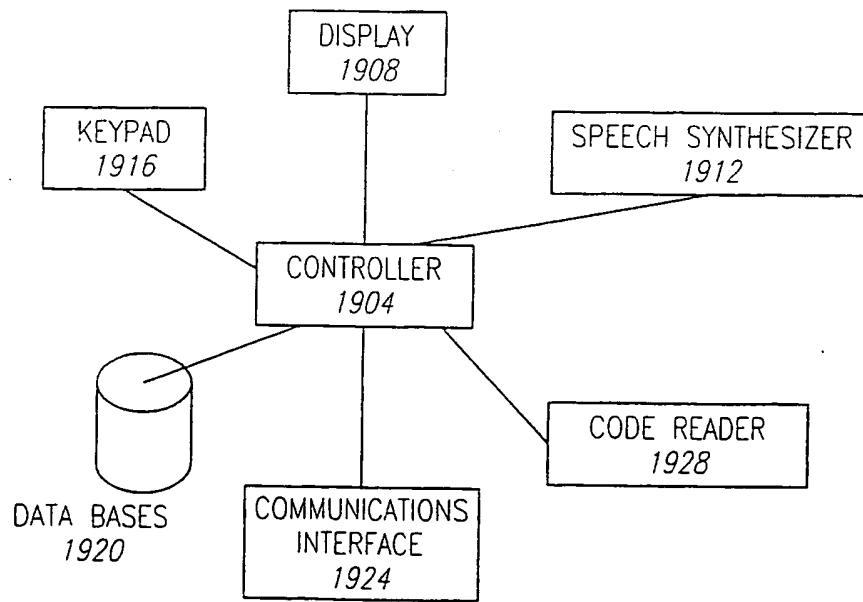 DISPLAY
1908
KEYPAD
1916
SPEECH SYNTHESIZER
1912
CONTROLLER
1904
CODE READER
1928
DATA BASES
1920
COMMUNICATIONS
INTERFACE
1924